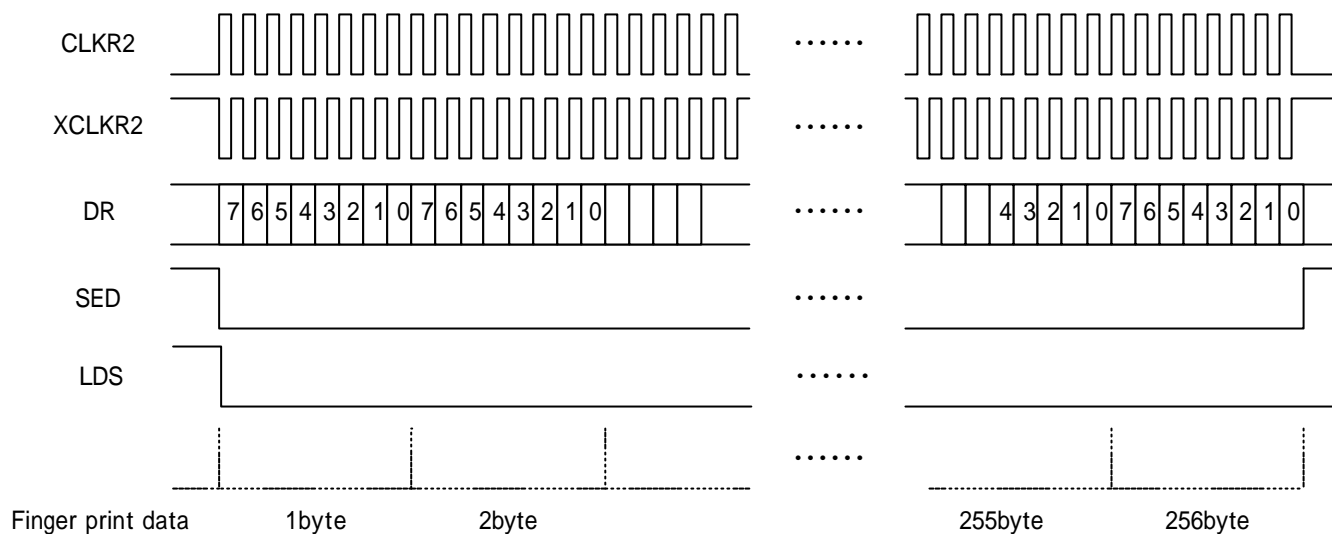 CLKR2 ......
XCLKR2 ......
DR 7 6 5 4 3 2 1 0 7 6 5 4 3 2 1 0 ...... 4 3 2 1 0 7 6 5 4 3 2 1 0
SED ......
LDS ......
......
Finger print data 1byte 2byte 255byte 256byte